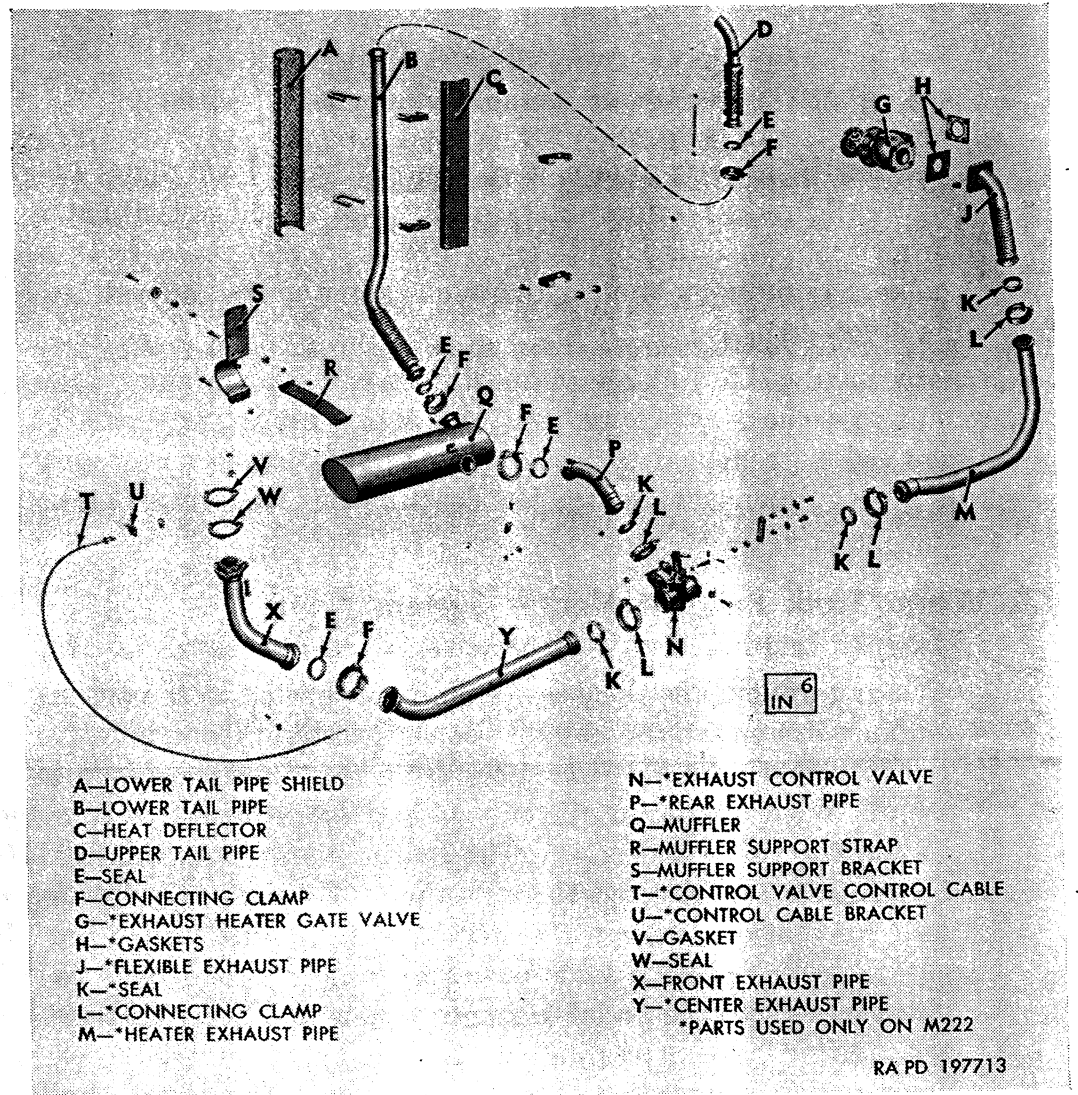 A
B
C
D
H
G
E
F
J
K
L
S
E
F
R
Q
F
E
P
V
K
T
U
W
L
M
K
L
X
E
F
Y
N
K
L
IN 6
A—LOWER TAIL PIPE SHIELD
B—LOWER TAIL PIPE
C—HEAT DEFLECTOR
D—UPPER TAIL PIPE
E—SEAL
F—CONNECTING CLAMP
G—*EXHAUST HEATER GATE VALVE
H—*GASKETS
J—*FLEXIBLE EXHAUST PIPE
K—*SEAL
L—*CONNECTING CLAMP
M—*HEATER EXHAUST PIPE
N—*EXHAUST CONTROL VALVE
P—*REAR EXHAUST PIPE
Q—MUFFLER
R—MUFFLER SUPPORT STRAP
S—MUFFLER SUPPORT BRACKET
T—*CONTROL VALVE CONTROL CABLE
U—*CONTROL CABLE BRACKET
V—GASKET
W—SEAL
X—FRONT EXHAUST PIPE
Y—*CENTER EXHAUST PIPE
*PARTS USED ONLY ON M222
RA PD 197713